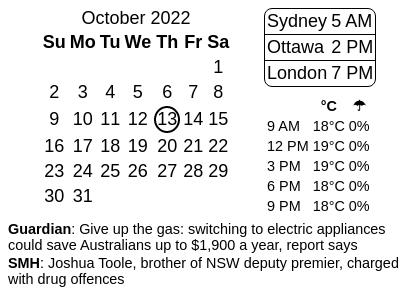 October 2022
Su Mo Tu We Th Fr Sa
1
2 3 4 5 6 7 8
9 10 11 12 13 14 15
16 17 18 19 20 21 22
23 24 25 26 27 28 29
30 31
Sydney 5 AM
Ottawa 2 PM
London 7 PM
°C ☂
9 AM 18°C 0%
12 PM 19°C 0%
3 PM 19°C 0%
6 PM 18°C 0%
9 PM 18°C 0%
Guardian: Give up the gas: switching to electric appliances
could save Australians up to $1,900 a year, report says
SMH: Joshua Toole, brother of NSW deputy premier, charged
with drug offences